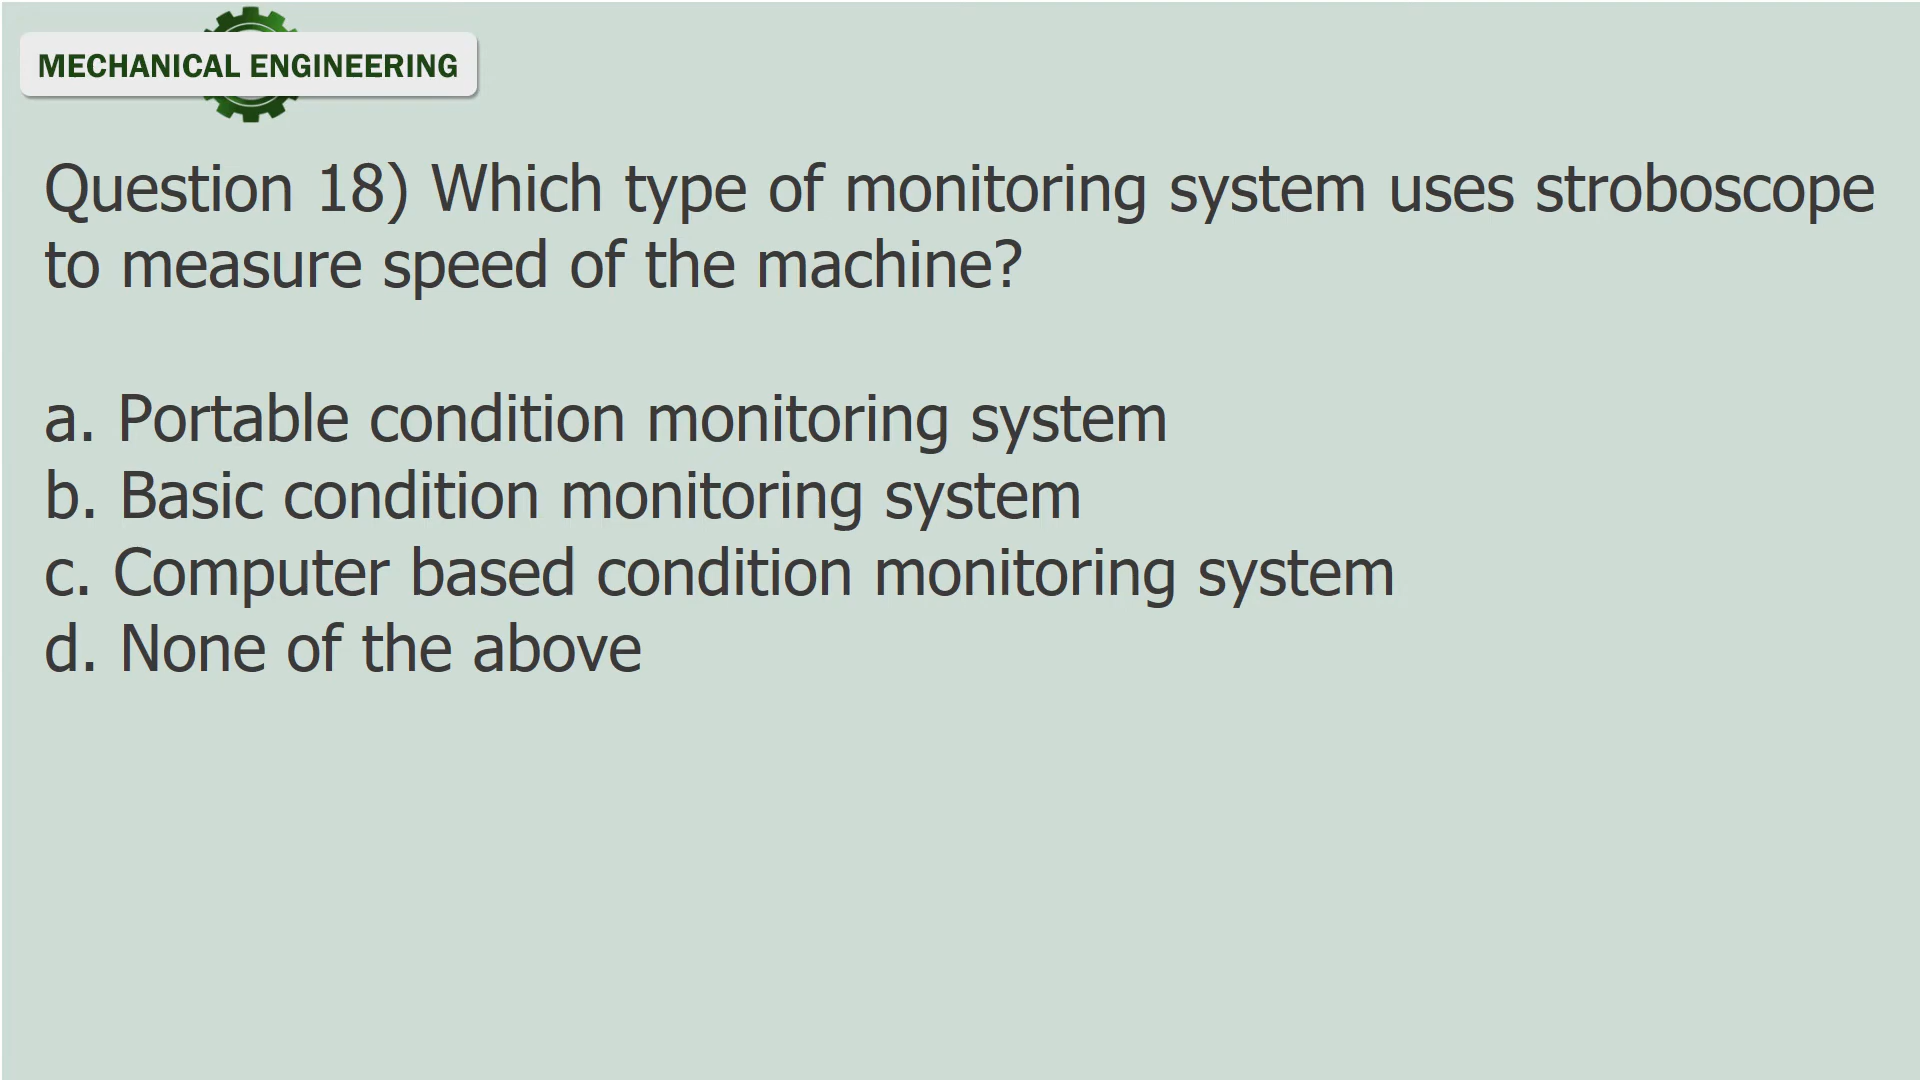 MECHANICAL ENGINEERING
Question 18) Which type of monitoring system uses stroboscope
to measure speed of the machine?
a. Portable condition monitoring system
b. Basic condition monitoring system
c. Computer based condition monitoring system
d. None of the above